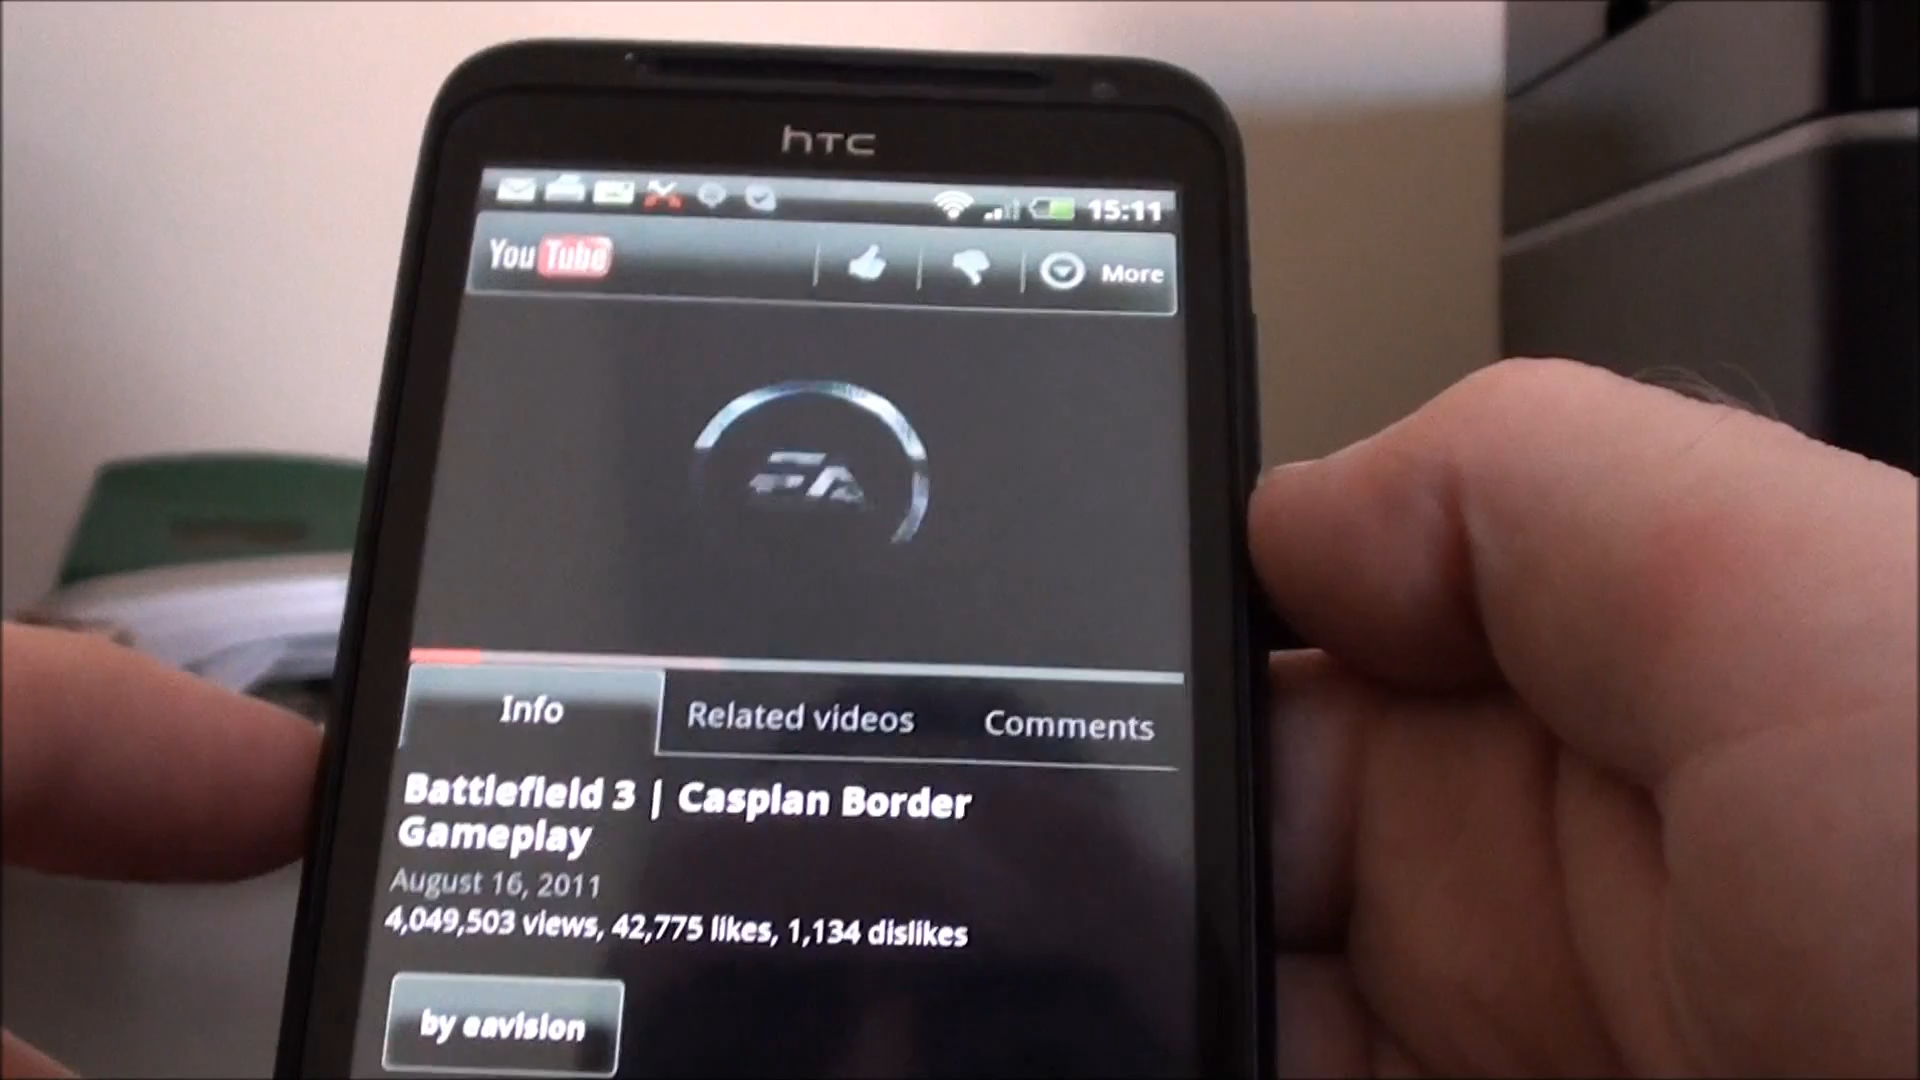 hTC
15:11
YouTube
More
EA
Info
Related videos
Comments
Battlefield 3 | Caspian Border
Gameplay
August 16, 2011
4,049,503 views, 42,775 likes, 1,134 dislikes
by eavision